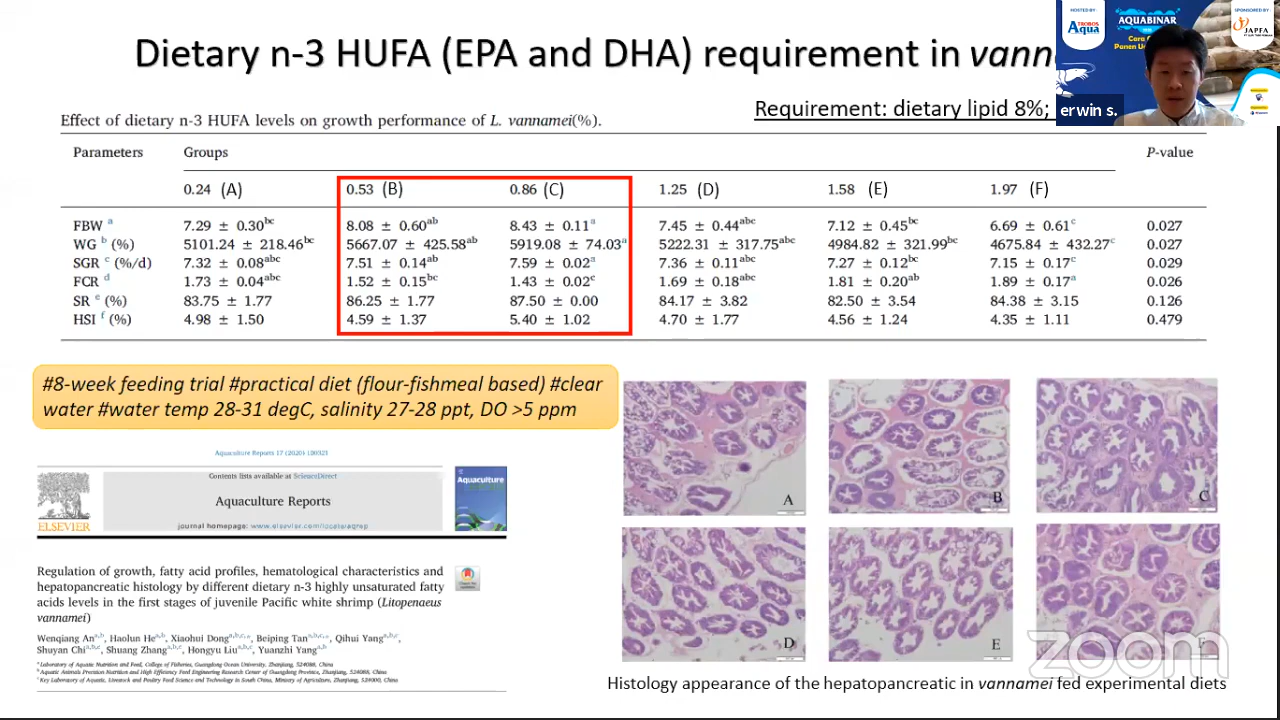 Dietary n-3 HUFA (EPA and DHA) requirement in vann
HOSTED BY:
TROBOS
Aqua
AQUABINAR
SPONSORED BY:
JAPFA
erwin s.
Requirement: dietary lipid 8%;
Effect of dietary n-3 HUFA levels on growth performance of L. vannamei(%).
Parameters Groups P-value
0.24 (A) 0.53 (B) 0.86 (C) 1.25 (D) 1.58 (E) 1.97 (F)
FBW a 7.29 ± 0.30bc 8.08 ± 0.60ab 8.43 ± 0.11a 7.45 ± 0.44abc 7.12 ± 0.45bc 6.69 ± 0.61c 0.027
WG b (%) 5101.24 ± 218.46bc 5667.07 ± 425.58ab 5919.08 ± 74.03a 5222.31 ± 317.75abc 4984.82 ± 321.99bc 4675.84 ± 432.27c 0.027
SGR c (%/d) 7.32 ± 0.08abc 7.51 ± 0.14ab 7.59 ± 0.02a 7.36 ± 0.11abc 7.27 ± 0.12bc 7.15 ± 0.17c 0.029
FCR d 1.73 ± 0.04abc 1.52 ± 0.15bc 1.43 ± 0.02c 1.69 ± 0.18abc 1.81 ± 0.20ab 1.89 ± 0.17a 0.026
SR e (%) 83.75 ± 1.77 86.25 ± 1.77 87.50 ± 0.00 84.17 ± 3.82 82.50 ± 3.54 84.38 ± 3.15 0.126
HSI f (%) 4.98 ± 1.50 4.59 ± 1.37 5.40 ± 1.02 4.70 ± 1.77 4.56 ± 1.24 4.35 ± 1.11 0.479
#8-week feeding trial #practical diet (flour-fishmeal based) #clear
water #water temp 28-31 degC, salinity 27-28 ppt, DO >5 ppm
Aquaculture Reports 17 (2020) 100323
Contents lists available at ScienceDirect
Aquaculture Reports
journal homepage: www.elsevier.com/locate/aqrep
ELSEVIER
Aquaculture
Regulation of growth, fatty acid profiles, hematological characteristics and
hepatopancreatic histology by different dietary n-3 highly unsaturated fatty
acids levels in the first stages of juvenile Pacific white shrimp (Litopenaeus
vannamei)
Wenqiang Ana,b, Haolun Hea,b, Xiaohui Donga,b,c,*, Beiping Tana,b,c,*, Qihui Yanga,b,c,
Shuyan Chia,b,c, Shuang Zhanga,b,c, Hongyu Liua,b,c, Yuanzhi Yanga,b
a Laboratory of Aquatic Nutrition and Feed, College of Fisheries, Guangdong Ocean University, Zhanjiang, 524088, China
b Aquatic Animals Precision Nutrition and High Efficiency Feed Engineering Research Center of Guangdong Province, Zhanjiang, 524088, China
c Key Laboratory of Aquatic, Livestock and Poultry Feed Science and Technology in South China, Ministry of Agriculture, Zhanjiang, 524000, China
A
B
C
D
E
F
zoom
Histology appearance of the hepatopancreatic in vannamei fed experimental diets